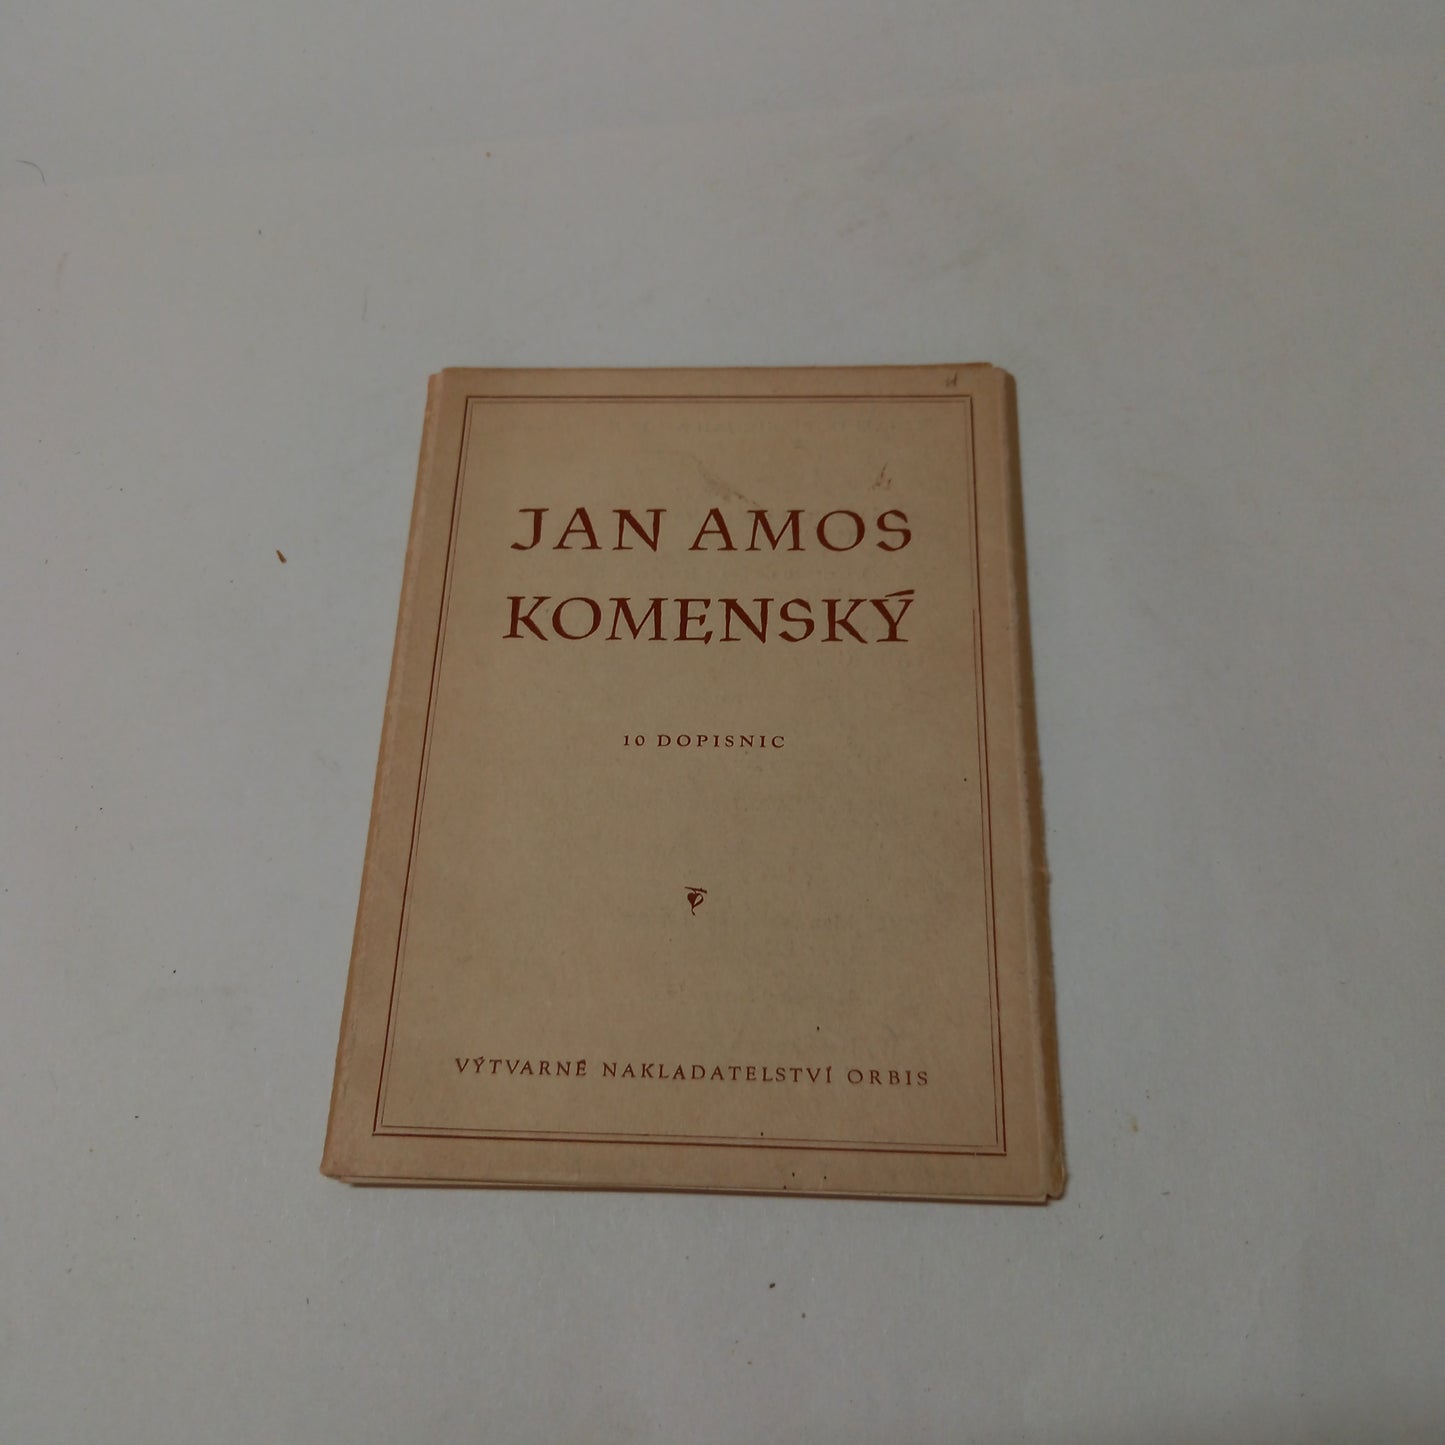 JAN AMOS
KOMENSKÝ
10 DOPISNIC
VÝTVARNÉ NAKLADATELSTVÍ ORBIS